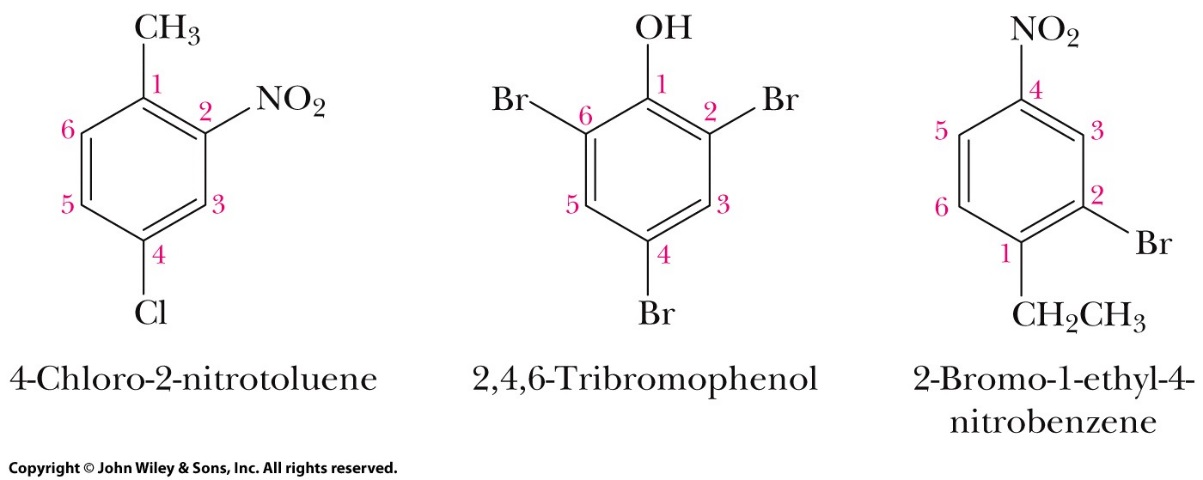 CH₃
1
2
NO₂
6
5
3
4
Cl
4-Chloro-2-nitrotoluene
OH
Br
1
Br
6
2
5
3
4
Br
2,4,6-Tribromophenol
NO₂
4
5
3
6
2
1
Br
CH₂CH₃
2-Bromo-1-ethyl-4-
nitrobenzene
Copyright © John Wiley & Sons, Inc. All rights reserved.